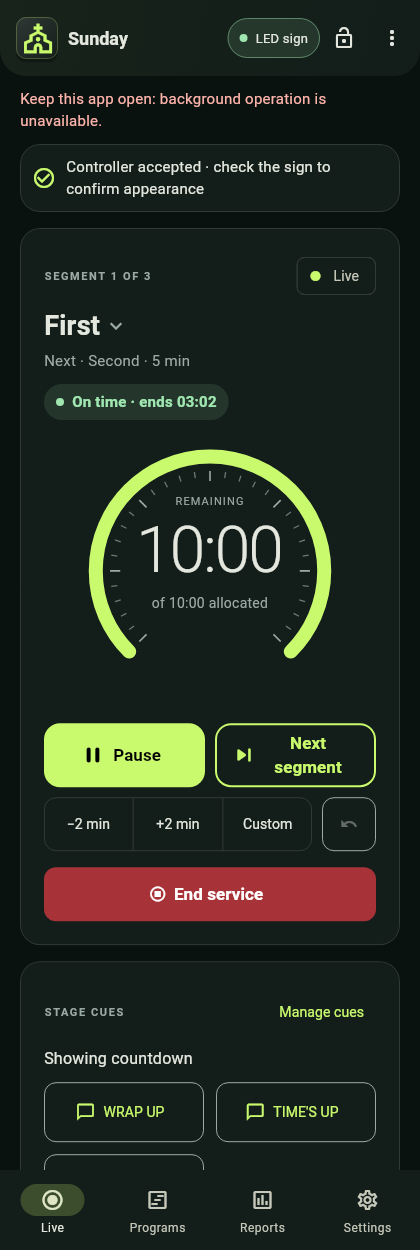 Sunday
LED sign
Keep this app open: background operation is
unavailable.
Controller accepted · check the sign to
confirm appearance
SEGMENT 1 OF 3
Live
First
Next · Second · 5 min
On time · ends 03:02
REMAINING
10:00
of 10:00 allocated
Pause
Next
segment
−2 min
+2 min
Custom
End service
STAGE CUES
Manage cues
Showing countdown
WRAP UP
TIME'S UP
Live
Programs
Reports
Settings